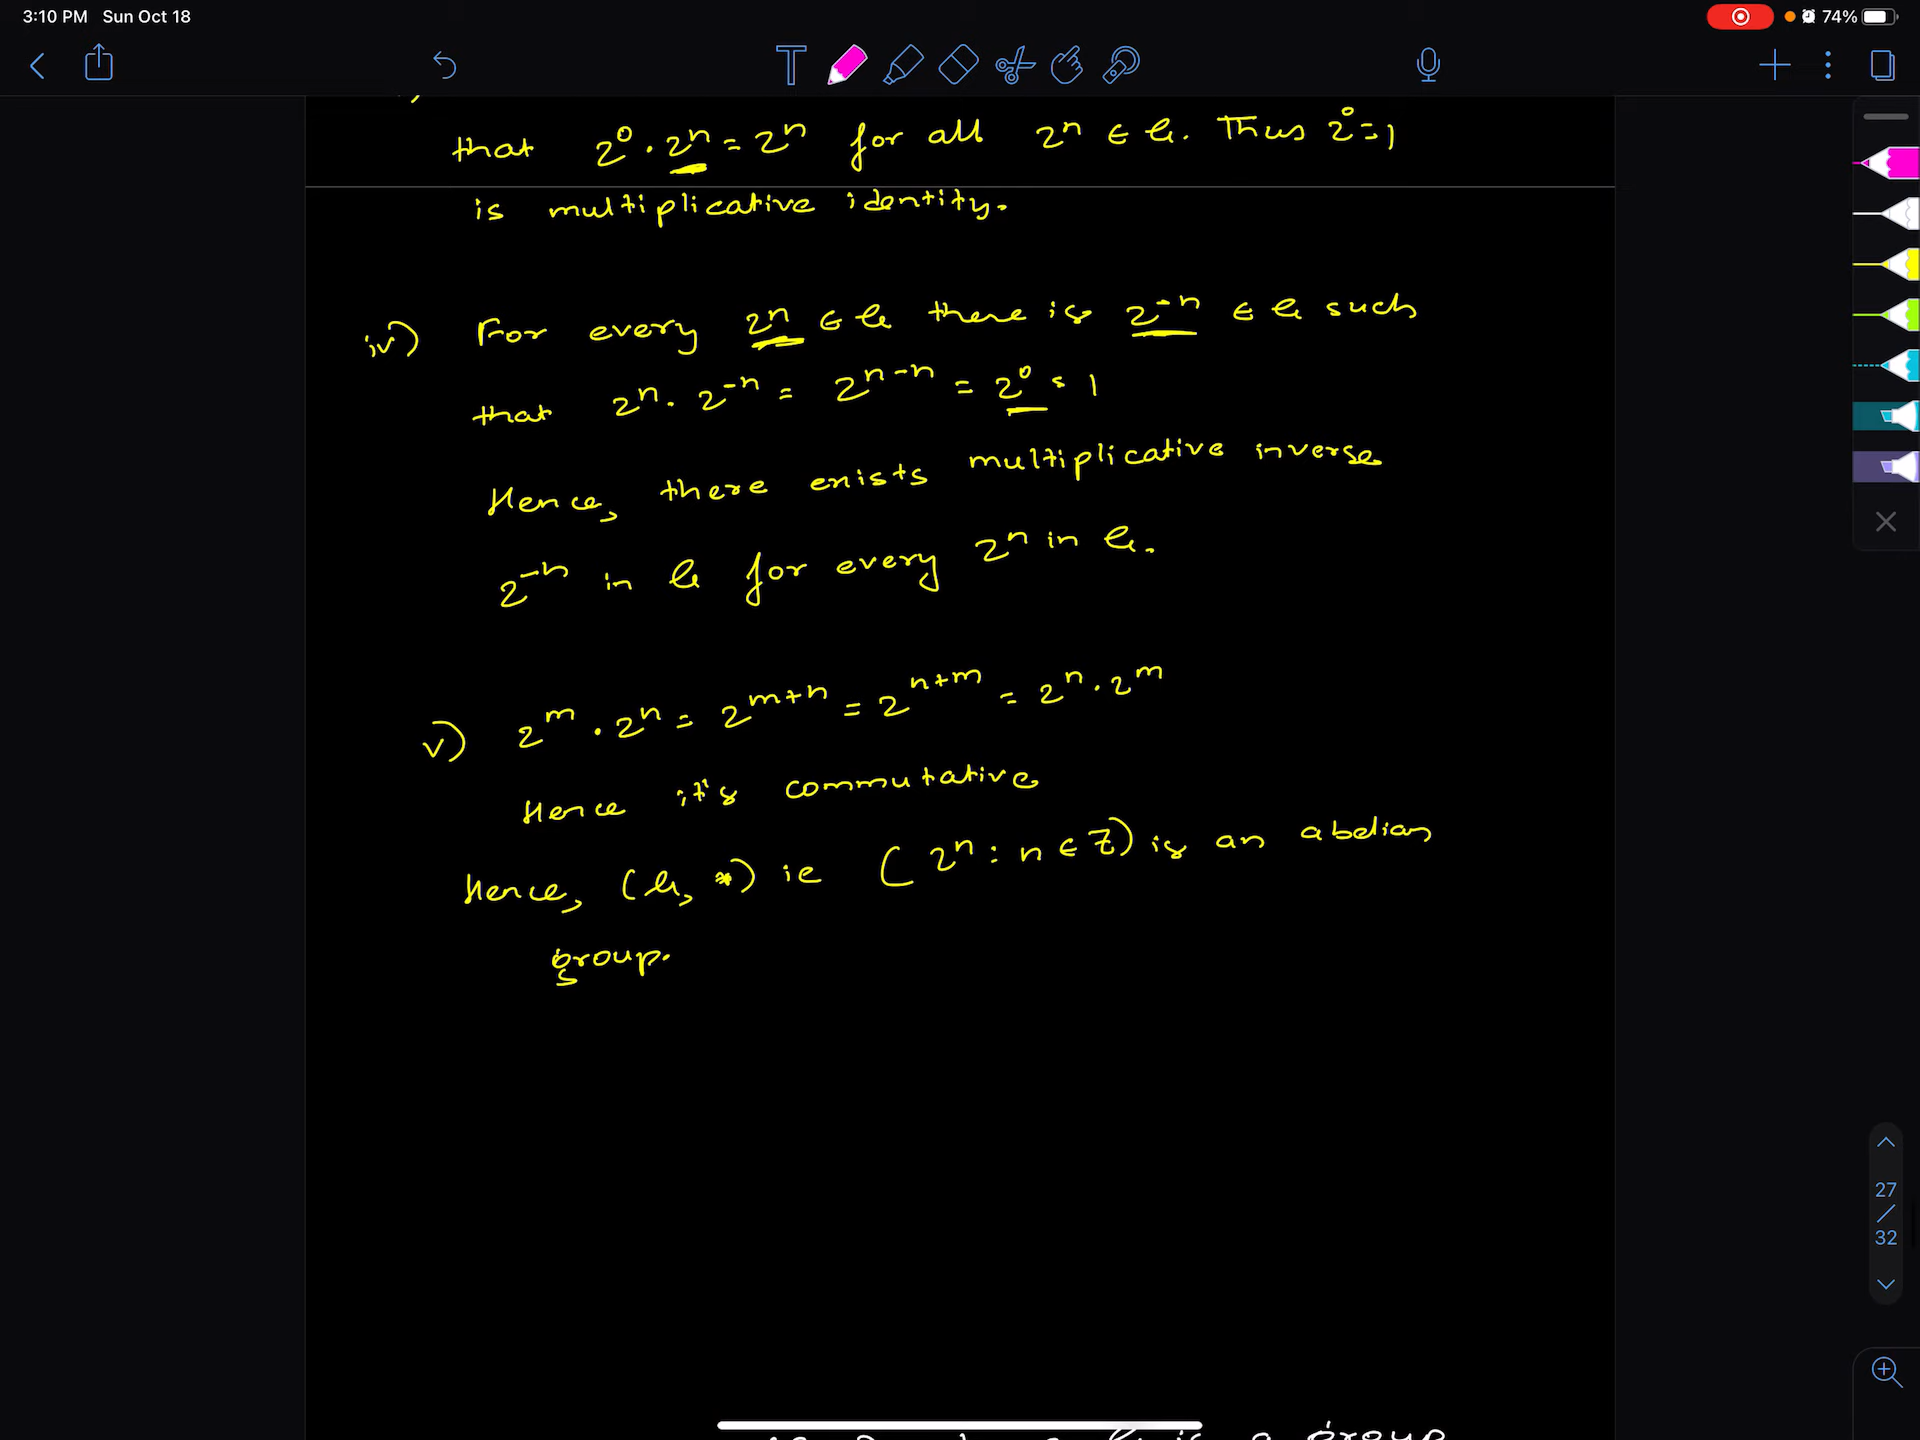 3:10 PM Sun Oct 18
74%
that 2⁰ · 2ⁿ = 2ⁿ for all 2ⁿ ∈ G. Thus 2⁰ = 1
is multiplicative identity.
iv) For every 2ⁿ ∈ G there is 2⁻ⁿ ∈ G such
that 2ⁿ · 2⁻ⁿ = 2ⁿ⁻ⁿ = 2⁰ = 1
Hence, there exists multiplicative inverse
2⁻ⁿ in G for every 2ⁿ in G.
v) 2ᵐ · 2ⁿ = 2ᵐ⁺ⁿ = 2ⁿ⁺ᵐ = 2ⁿ · 2ᵐ
Hence it's commutative
Hence, (G, *) ie (2ⁿ : n ∈ Z) is an abelian
group.
27
/
32
is a group